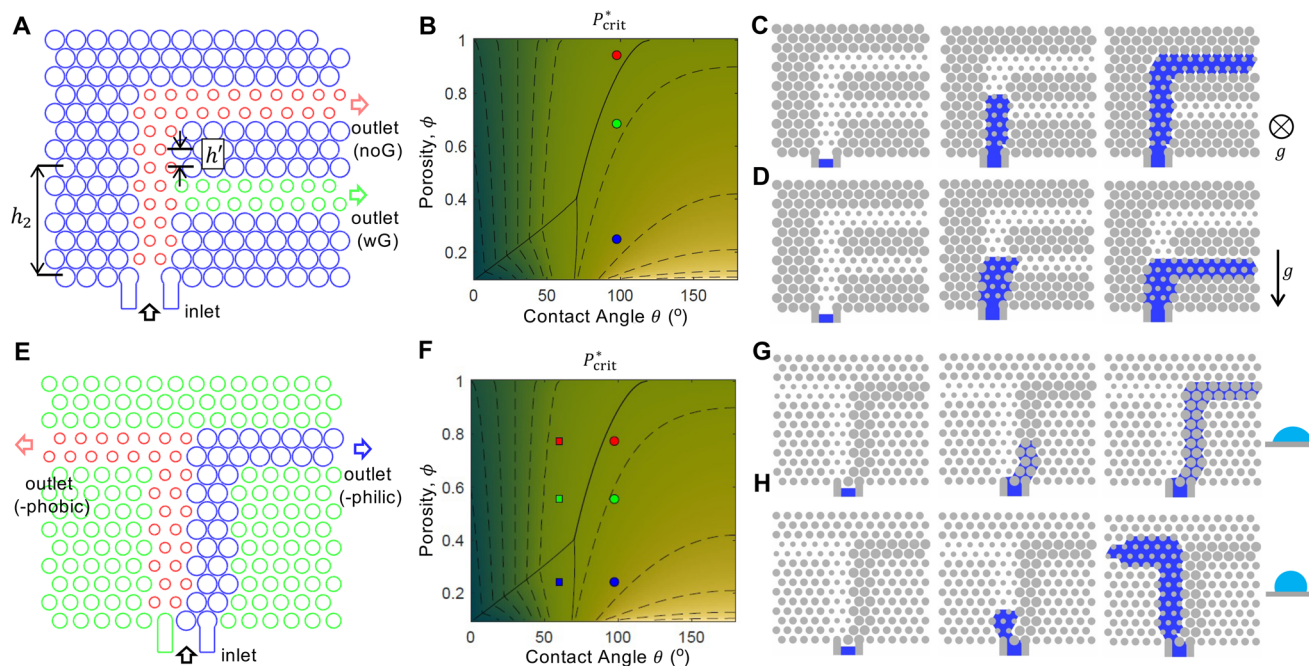 A
outlet
(noG)
h′
h₂
outlet
(wG)
inlet
B
P*crit
Porosity, ϕ
1
0.8
0.6
0.4
0.2
0
50
100
150
Contact Angle θ (°)
C
g
D
g
E
outlet
(-phobic)
outlet
(-philic)
inlet
F
P*crit
Porosity, ϕ
1
0.8
0.6
0.4
0.2
0
50
100
150
Contact Angle θ (°)
G
H